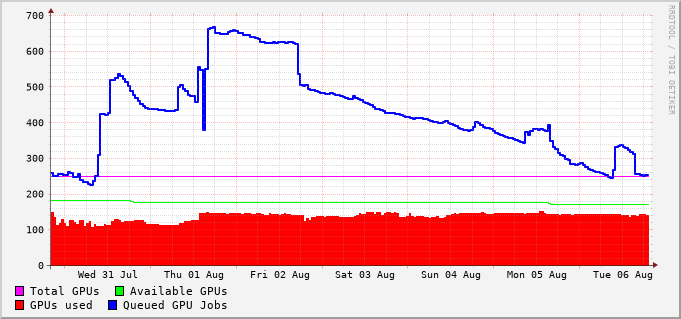 700
600
500
400
300
200
100
0
Wed 31 Jul Thu 01 Aug Fri 02 Aug Sat 03 Aug Sun 04 Aug Mon 05 Aug Tue 06 Aug
Total GPUs Available GPUs
GPUs used Queued GPU Jobs
RRDTOOL / TOBI OETIKER